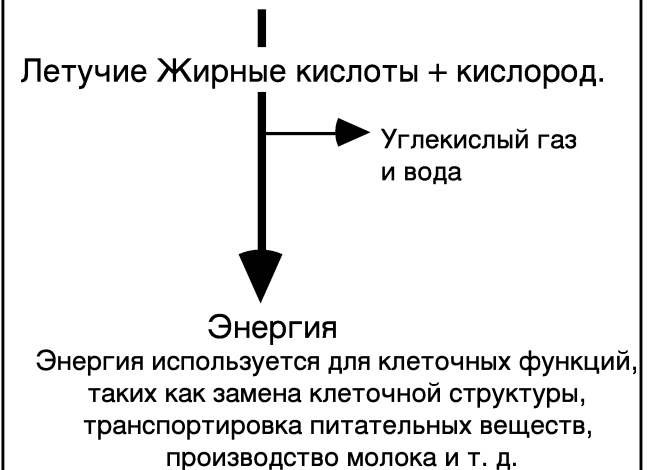 Летучие Жирные кислоты + кислород.
Углекислый газ
и вода
Энергия
Энергия используется для клеточных функций,
таких как замена клеточной структуры,
транспортировка питательных веществ,
производство молока и т. д.